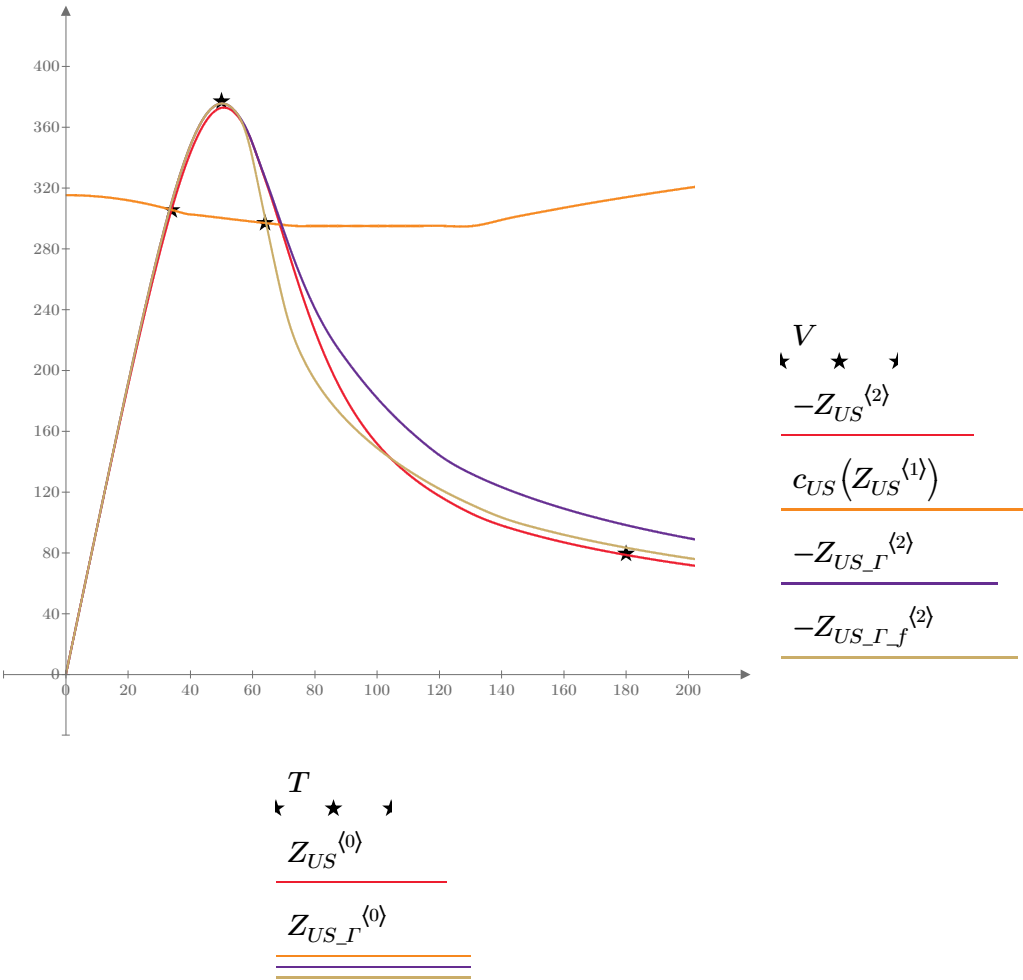 400
360
320
280
240
200
160
120
80
40
0
0 20 40 60 80 100 120 140 160 180 200
V
−Z_US^⟨2⟩
c_US(Z_US^⟨1⟩)
−Z_US_Γ^⟨2⟩
−Z_US_Γ_f^⟨2⟩
T
Z_US^⟨0⟩
Z_US_Γ^⟨0⟩